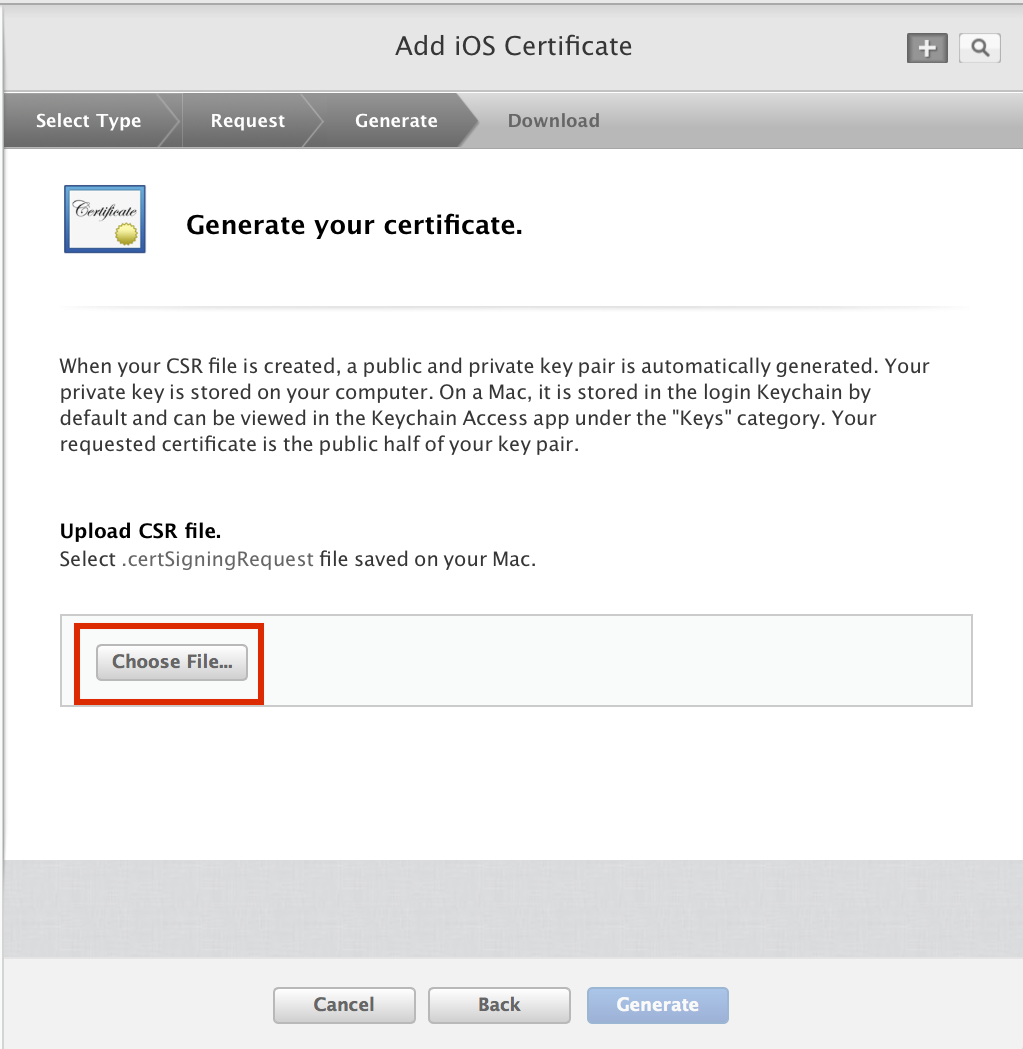 Add iOS Certificate
Select Type
Request
Generate
Download
Certificate
Generate your certificate.
When your CSR file is created, a public and private key pair is automatically generated. Your
private key is stored on your computer. On a Mac, it is stored in the login Keychain by
default and can be viewed in the Keychain Access app under the "Keys" category. Your
requested certificate is the public half of your key pair.
Upload CSR file.
Select .certSigningRequest file saved on your Mac.
Choose File...
Cancel
Back
Generate